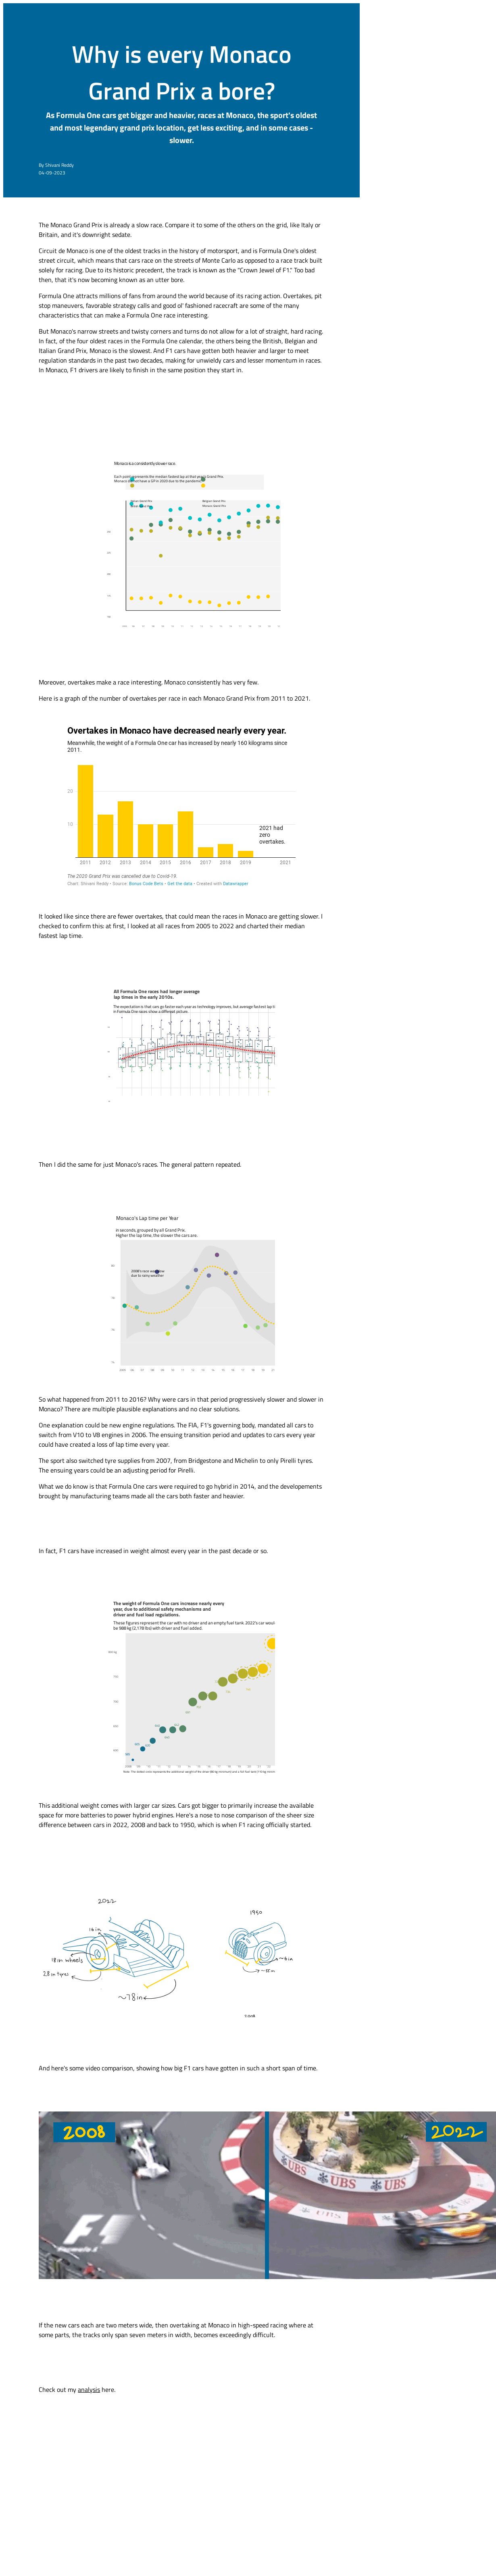 Why is every Monaco
Grand Prix a bore?
As Formula One cars get bigger and heavier, races at Monaco, the sport's oldest
and most legendary grand prix location, get less exciting, and in some cases -
slower.
By Shivani Reddy
04-09-2023
The Monaco Grand Prix is already a slow race. Compare it to some of the others on the grid, like Italy or
Britain, and it's downright sedate.
Circuit de Monaco is one of the oldest tracks in the history of motorsport, and is Formula One's oldest
street circuit, which means that cars race on the streets of Monte Carlo as opposed to a race track built
solely for racing. Due to its historic precedent, the track is known as the "Crown Jewel of F1." Too bad
then, that it's now becoming known as an utter bore.
Formula One attracts millions of fans from around the world because of its racing action. Overtakes, pit
stop maneuvers, favorable strategy calls and good ol' fashioned racecraft are some of the many
characteristics that can make a Formula One race interesting.
But Monaco's narrow streets and twisty corners and turns do not allow for a lot of straight, hard racing.
In fact, of the four oldest races in the Formula One calendar, the others being the British, Belgian and
Italian Grand Prix, Monaco is the slowest. And F1 cars have gotten both heavier and larger to meet
regulation standards in the past two decades, making for unwieldy cars and lesser momentum in races.
In Monaco, F1 drivers are likely to finish in the same position they start in.
Monaco is a consistently slower race.
Each point represents the median fastest lap at that year's Grand Prix.
Monaco did not have a GP in 2020 due to the pandemic
Belgian Grand Prix
Monaco Grand Prix
Moreover, overtakes make a race interesting. Monaco consistently has very few.
Here is a graph of the number of overtakes per race in each Monaco Grand Prix from 2011 to 2021.
Overtakes in Monaco have decreased nearly every year.
Meanwhile, the weight of a Formula One car has increased by nearly 160 kilograms since
2011.
20
10
2021 had
zero
overtakes.
2011 2012 2013 2014 2015 2016 2017 2018 2019 2021
The 2020 Grand Prix was cancelled due to Covid-19.
Chart: Shivani Reddy • Source: Bonus Code Bets • Get the data • Created with Datawrapper
It looked like since there are fewer overtakes, that could mean the races in Monaco are getting slower. I
checked to confirm this: at first, I looked at all races from 2005 to 2022 and charted their median
fastest lap time.
All Formula One races had longer average
lap times in the early 2010s.
The expectation is that cars go faster each year as technology improves, but average fastest lap ti
in Formula One races show a different picture.
Then I did the same for just Monaco's races. The general pattern repeated.
Monaco's Lap time per Year
in seconds, grouped by all Grand Prix.
Higher the lap time, the slower the cars are.
2008's race was slow
due to rainy weather
So what happened from 2011 to 2016? Why were cars in that period progressively slower and slower in
Monaco? There are multiple plausible explanations and no clear solutions.
One explanation could be new engine regulations. The FIA, F1's governing body, mandated all cars to
switch from V10 to V8 engines in 2006. The ensuing transition period and updates to cars every year
could have created a loss of lap time every year.
The sport also switched tyre supplies from 2007, from Bridgestone and Michelin to only Pirelli tyres.
The ensuing years could be an adjusting period for Pirelli.
What we do know is that Formula One cars were required to go hybrid in 2014, and the developements
brought by manufacturing teams made all the cars both faster and heavier.
In fact, F1 cars have increased in weight almost every year in the past decade or so.
The weight of Formula One cars increase nearly every
year, due to additional safety mechanisms and
driver and fuel load regulations.
These figures represent the car with no driver and an empty fuel tank. 2022's car woul
be 988 kg (2,178 lbs) with driver and fuel added.
This additional weight comes with larger car sizes. Cars got bigger to primarily increase the available
space for more batteries to power hybrid engines. Here's a nose to nose comparison of the sheer size
difference between cars in 2022, 2008 and back to 1950, which is when F1 racing officially started.
2022
16 in
18 in wheels
28 in tyres
~78 in
1950
2008
And here's some video comparison, showing how big F1 cars have gotten in such a short span of time.
2008
2022
UBS UBS
F1
If the new cars each are two meters wide, then overtaking at Monaco in high-speed racing where at
some parts, the tracks only span seven meters in width, becomes exceedingly difficult.
Check out my analysis here.